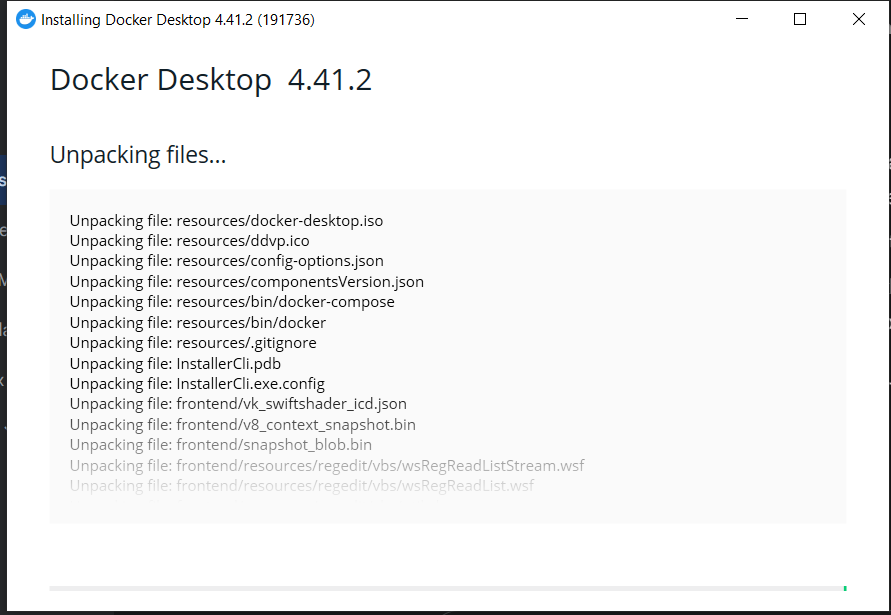 Installing Docker Desktop 4.41.2 (191736)
Docker Desktop 4.41.2
Unpacking files...
Unpacking file: resources/docker-desktop.iso
Unpacking file: resources/ddvp.ico
Unpacking file: resources/config-options.json
Unpacking file: resources/componentsVersion.json
Unpacking file: resources/bin/docker-compose
Unpacking file: resources/bin/docker
Unpacking file: resources/.gitignore
Unpacking file: InstallerCli.pdb
Unpacking file: InstallerCli.exe.config
Unpacking file: frontend/vk_swiftshader_icd.json
Unpacking file: frontend/v8_context_snapshot.bin
Unpacking file: frontend/snapshot_blob.bin
Unpacking file: frontend/resources/regedit/vbs/wsRegReadListStream.wsf
Unpacking file: frontend/resources/regedit/vbs/wsRegReadList.wsf